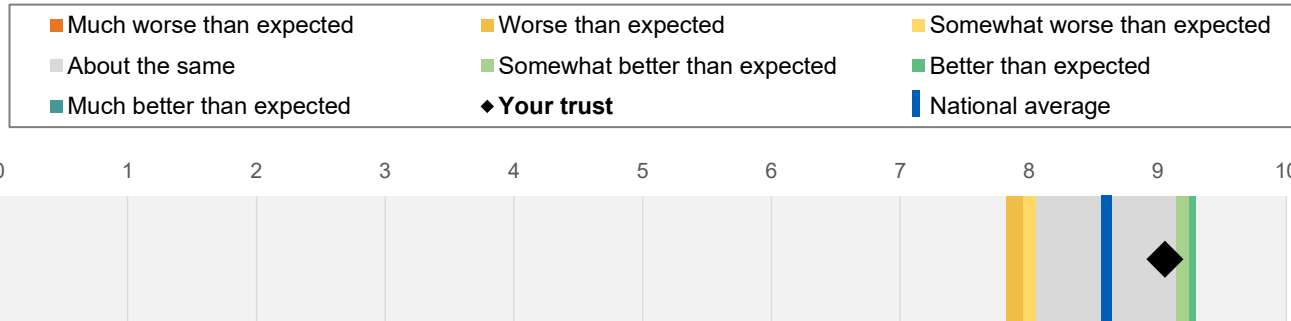 Much worse than expected Worse than expected Somewhat worse than expected
About the same Somewhat better than expected Better than expected
Much better than expected Your trust National average
0 1 2 3 4 5 6 7 8 9 10